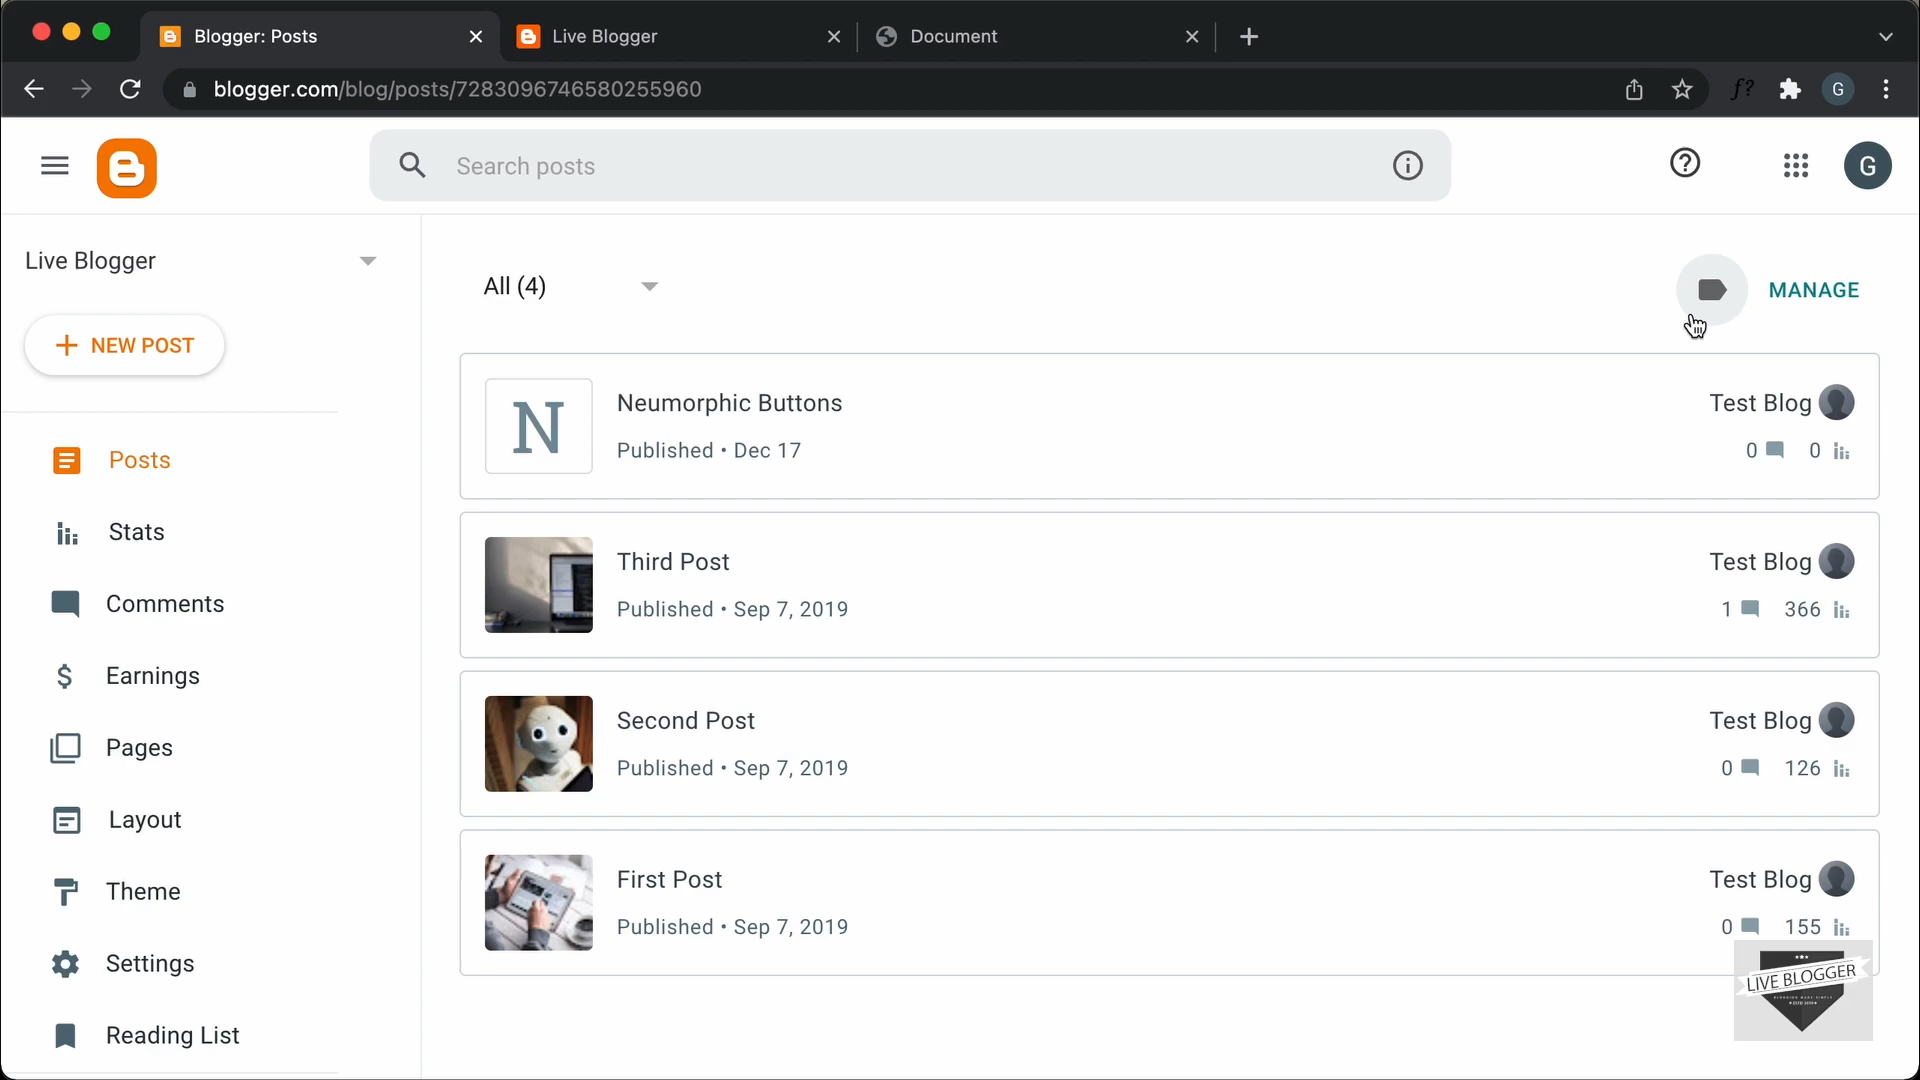 Blogger: Posts
Live Blogger
Document
blogger.com/blog/posts/7283096746580255960
f?
G
Search posts
G
Live Blogger
NEW POST
Posts
Stats
Comments
Earnings
Pages
Layout
Theme
Settings
Reading List
All (4)
MANAGE
N
Neumorphic Buttons
Published • Dec 17
Test Blog
0 0
Third Post
Published • Sep 7, 2019
Test Blog
1 366
Second Post
Published • Sep 7, 2019
Test Blog
0 126
First Post
Published • Sep 7, 2019
Test Blog
0 155
LIVE BLOGGER